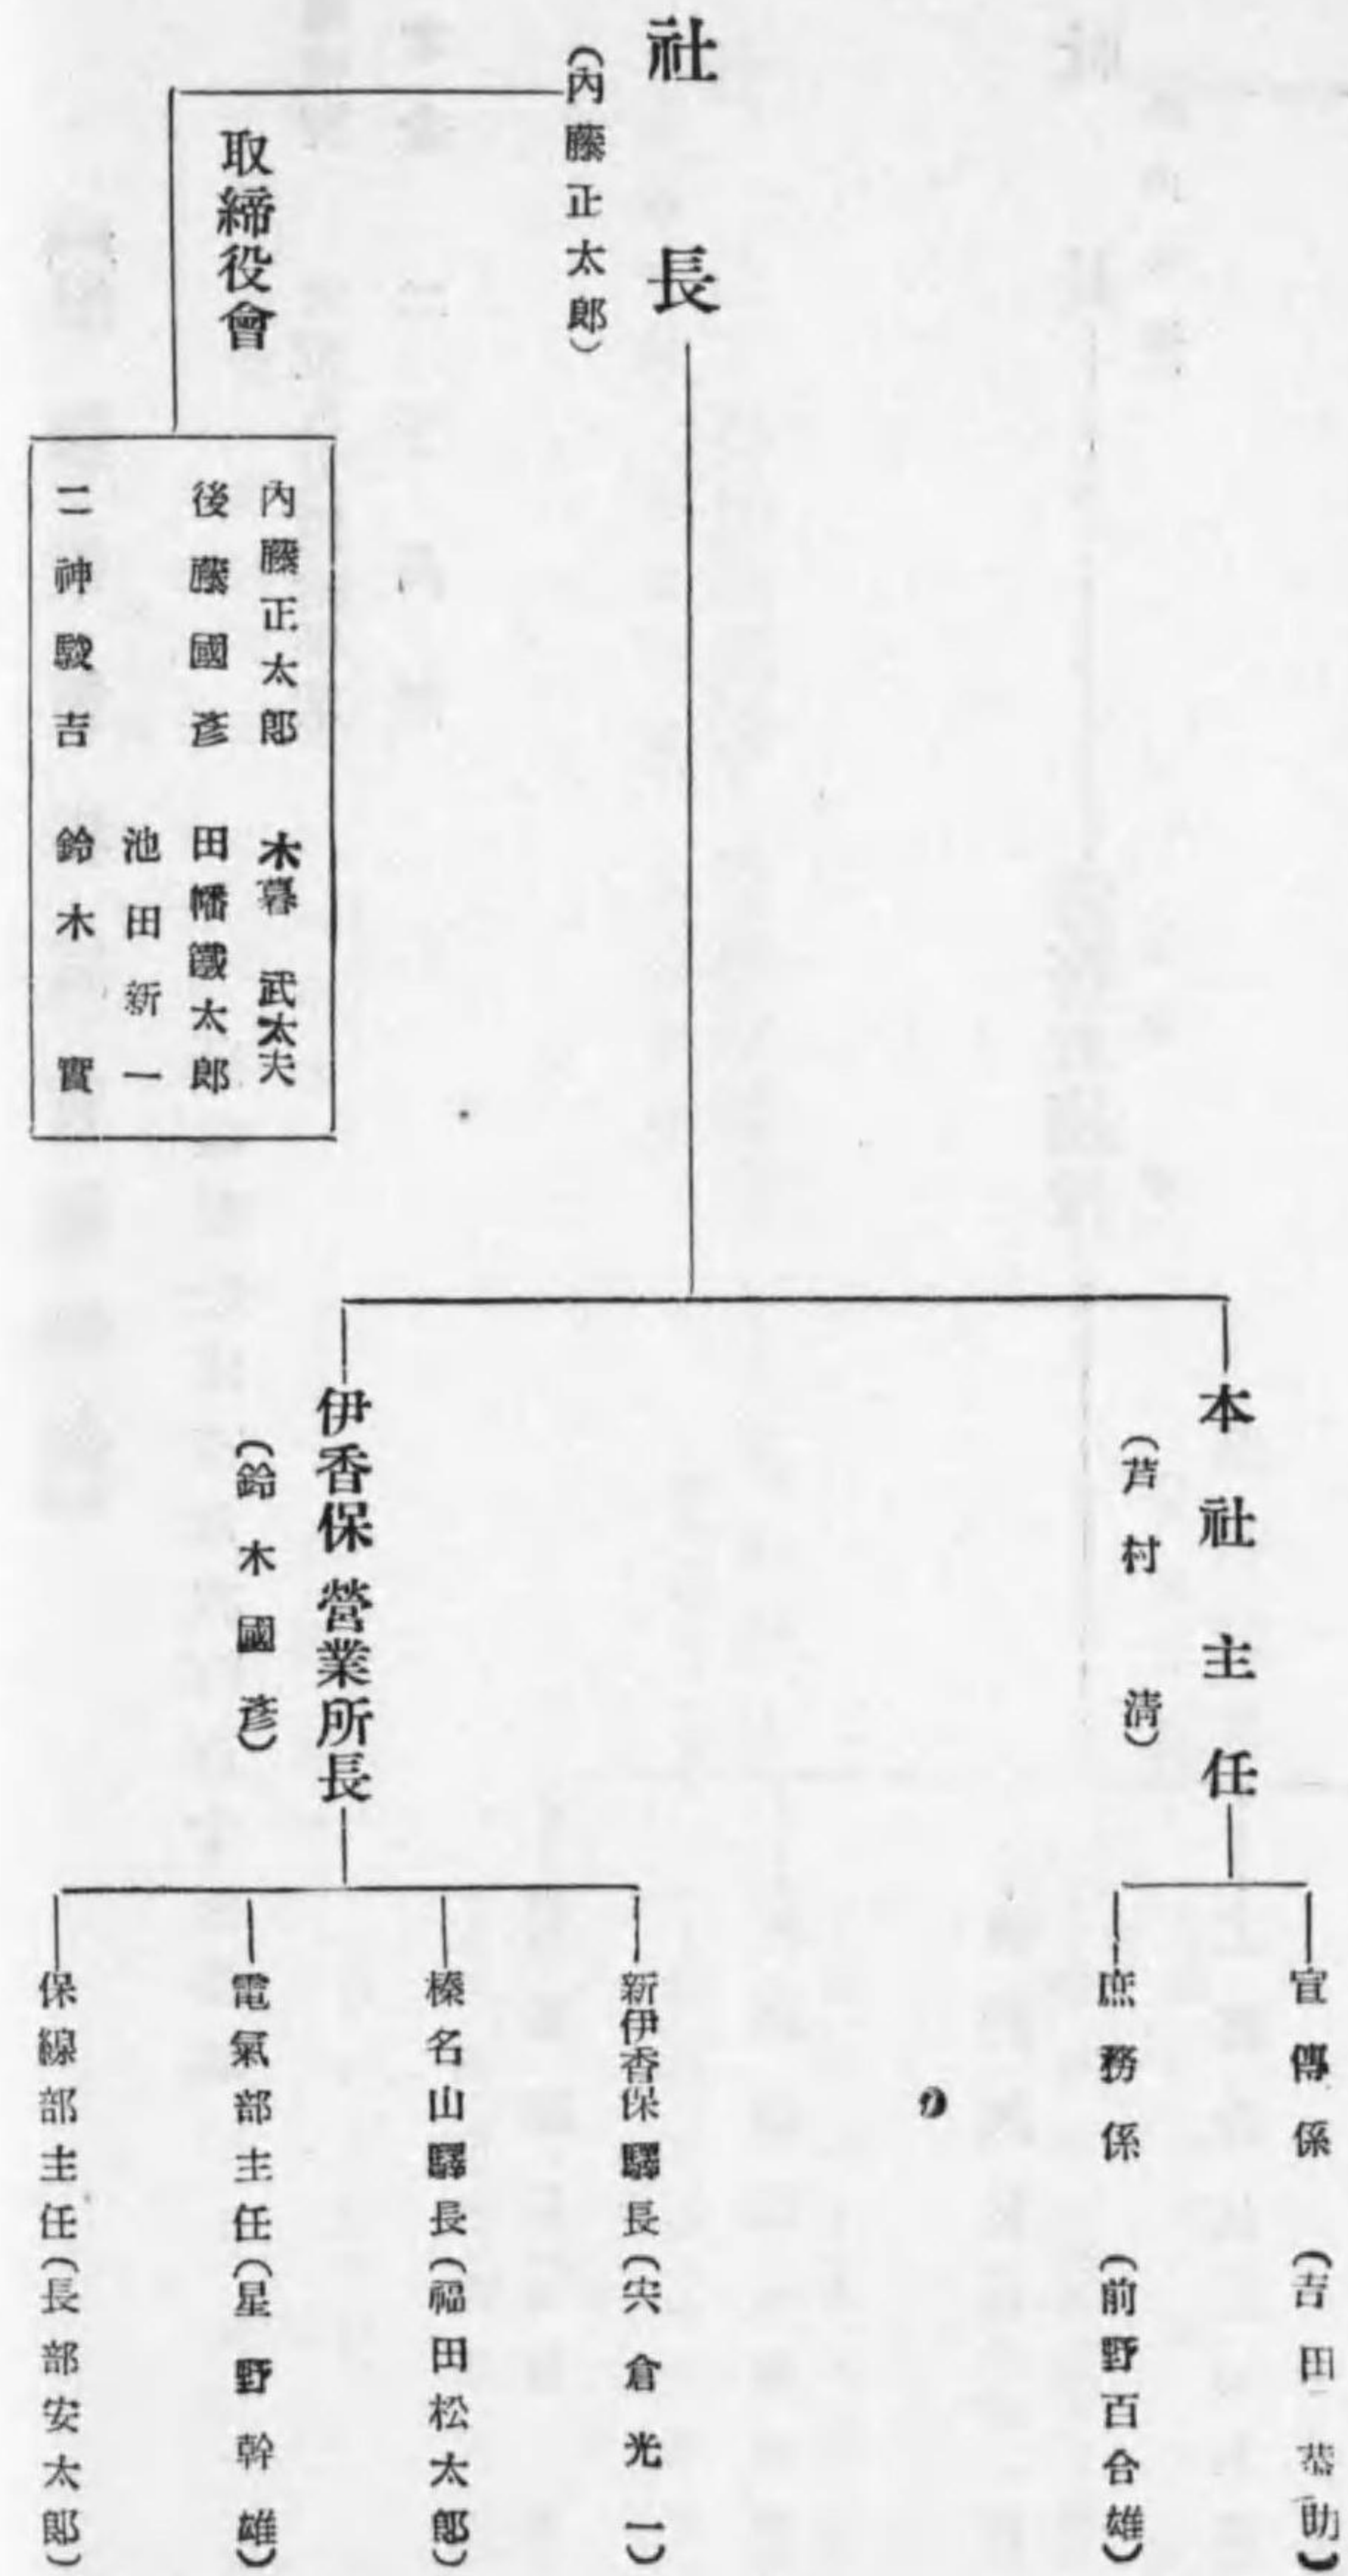 社長
(內藤正太郎)
取締役會
內藤正太郎 木暮武太夫
後藤國彥 田幡鐵太郎
池田新一
二神駿吉 鈴木實
本社主任
(芦村清)
宣傳係 (吉田恭助)
庶務係 (前野百合雄)
伊香保營業所長
(鈴木國彥)
新伊香保驛長(宍倉光一)
榛名山驛長(福田松太郎)
電氣部主任(星野幹雄)
保線部主任(長部安太郎)